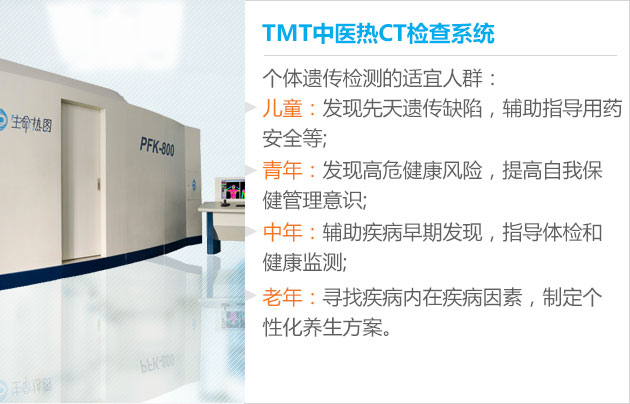 TMT中医热CT检查系统
个体遗传检测的适宜人群：
儿童：发现先天遗传缺陷，辅助指导用药
安全等;
青年：发现高危健康风险，提高自我保
健管理意识;
中年：辅助疾病早期发现，指导体检和
健康监测;
老年：寻找疾病内在疾病因素，制定个
性化养生方案。
生命热图
PFK-800